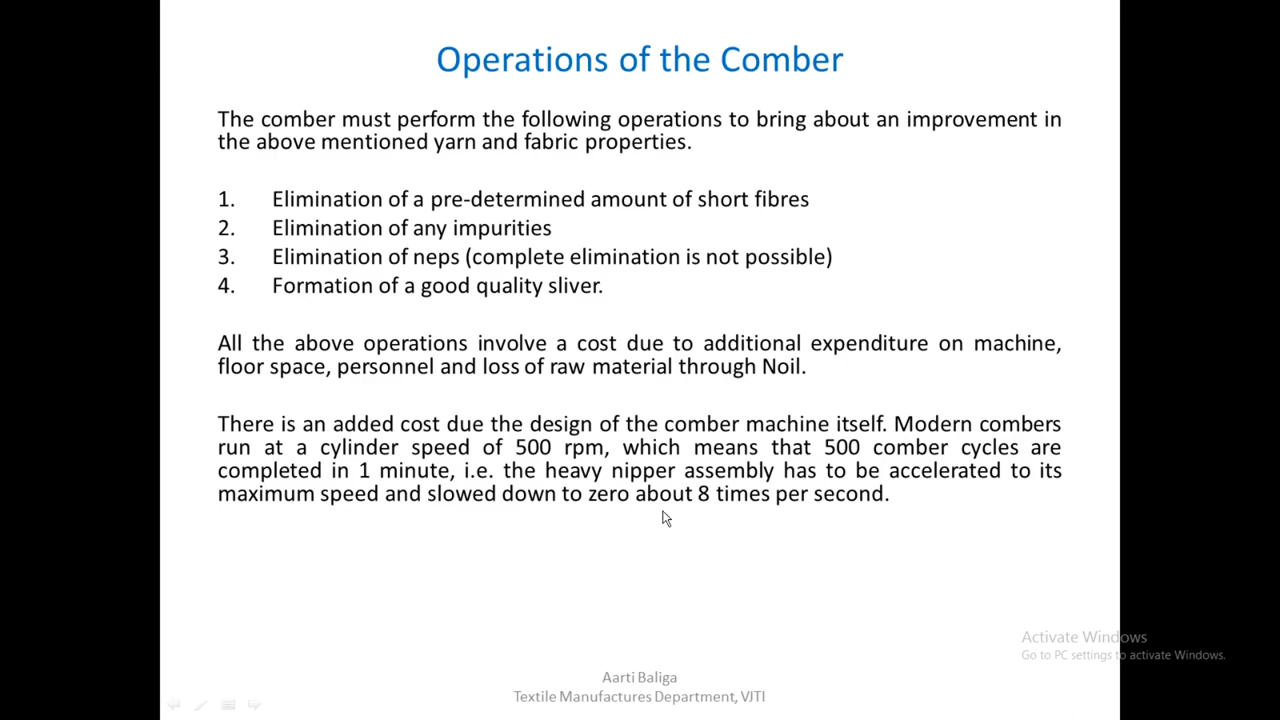 Operations of the Comber
The comber must perform the following operations to bring about an improvement in
the above mentioned yarn and fabric properties.
1. Elimination of a pre-determined amount of short fibres
2. Elimination of any impurities
3. Elimination of neps (complete elimination is not possible)
4. Formation of a good quality sliver.
All the above operations involve a cost due to additional expenditure on machine,
floor space, personnel and loss of raw material through Noil.
There is an added cost due the design of the comber machine itself. Modern combers
run at a cylinder speed of 500 rpm, which means that 500 comber cycles are
completed in 1 minute, i.e. the heavy nipper assembly has to be accelerated to its
maximum speed and slowed down to zero about 8 times per second.
Activate Windows
Go to PC settings to activate Windows.
Aarti Baliga
Textile Manufactures Department, VJTI